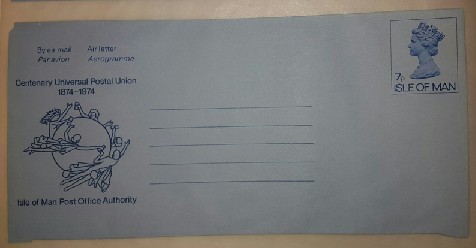 By air mail Air letter
Par avion Aerogramme
Centenary Universal Postal Union
1874-1974
Isle of Man Post Office Authority
7p
ISLE OF MAN